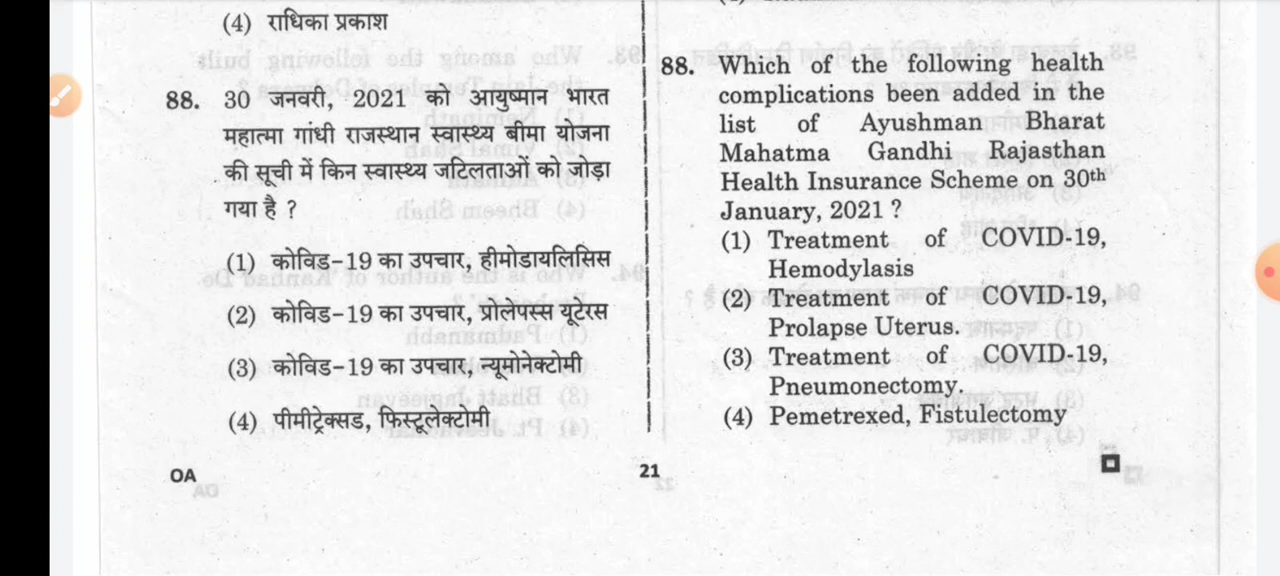 (4) राधिका प्रकाश
88. 30 जनवरी, 2021 को आयुष्मान भारत
महात्मा गांधी राजस्थान स्वास्थ्य बीमा योजना
की सूची में किन स्वास्थ्य जटिलताओं को जोड़ा
गया है ?
(1) कोविड-19 का उपचार, हीमोडायलिसिस
(2) कोविड-19 का उपचार, प्रोलेपस्स यूटेरस
(3) कोविड-19 का उपचार, न्यूमोनेक्टोमी
(4) पीमीट्रेक्सड, फिस्टूलेक्टोमी
88. Which of the following health
complications been added in the
list of Ayushman Bharat
Mahatma Gandhi Rajasthan
Health Insurance Scheme on 30th
January, 2021 ?
(1) Treatment of COVID-19,
Hemodylasis
(2) Treatment of COVID-19,
Prolapse Uterus.
(3) Treatment of COVID-19,
Pneumonectomy.
(4) Pemetrexed, Fistulectomy
OA
21